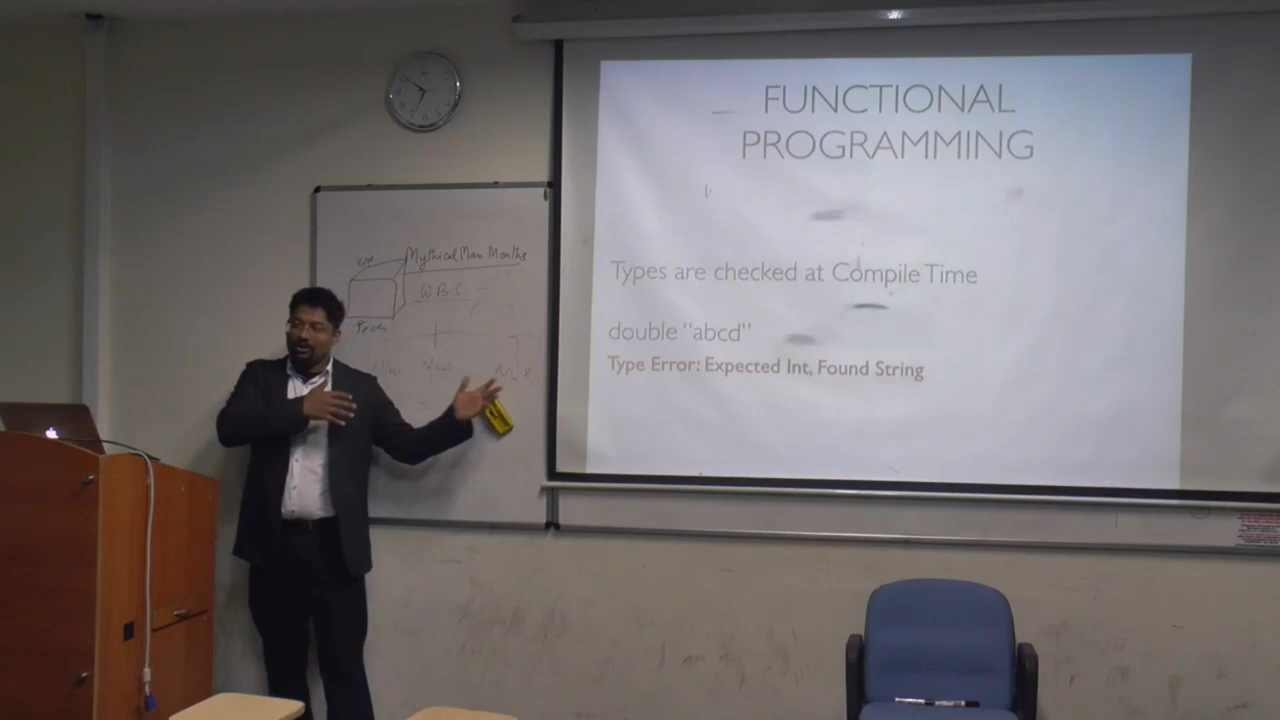 Mythical Man Months
W.B.S
FUNCTIONAL
PROGRAMMING
Types are checked at Compile Time
double "abcd"
Type Error: Expected Int, Found String